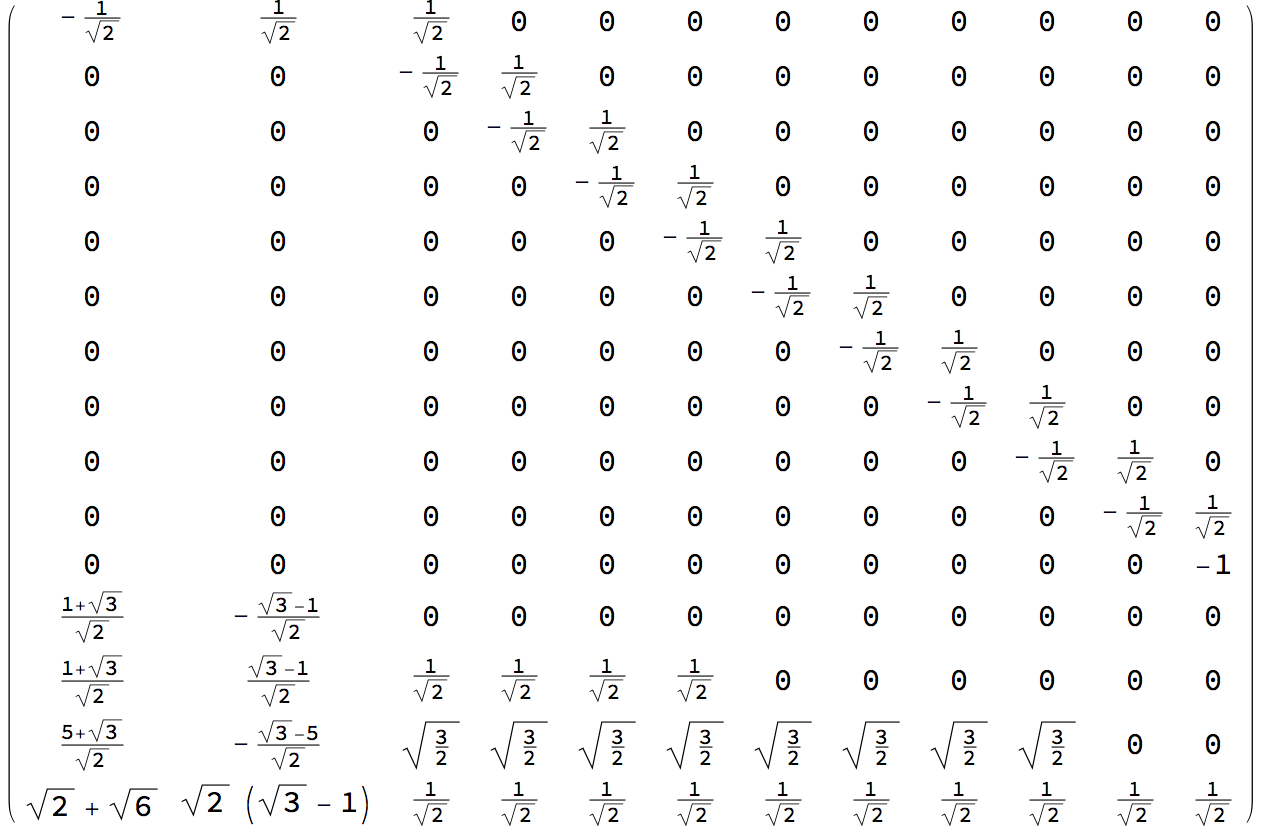 -1/√2 1/√2 1/√2 0 0 0 0 0 0 0 0 0
0 0 -1/√2 1/√2 0 0 0 0 0 0 0 0
0 0 0 -1/√2 1/√2 0 0 0 0 0 0 0
0 0 0 0 -1/√2 1/√2 0 0 0 0 0 0
0 0 0 0 0 -1/√2 1/√2 0 0 0 0 0
0 0 0 0 0 0 -1/√2 1/√2 0 0 0 0
0 0 0 0 0 0 0 -1/√2 1/√2 0 0 0
0 0 0 0 0 0 0 0 -1/√2 1/√2 0 0
0 0 0 0 0 0 0 0 0 -1/√2 1/√2 0
0 0 0 0 0 0 0 0 0 0 -1/√2 1/√2
0 0 0 0 0 0 0 0 0 0 0 -1
(1+√3)/√2 -(√3-1)/√2 0 0 0 0 0 0 0 0 0 0
(1+√3)/√2 (√3-1)/√2 1/√2 1/√2 1/√2 1/√2 0 0 0 0 0 0
(5+√3)/√2 -(√3-5)/√2 √(3/2) √(3/2) √(3/2) √(3/2) √(3/2) √(3/2) √(3/2) √(3/2) 0 0
√2 + √6 √2 (√3 - 1) 1/√2 1/√2 1/√2 1/√2 1/√2 1/√2 1/√2 1/√2 1/√2 1/√2